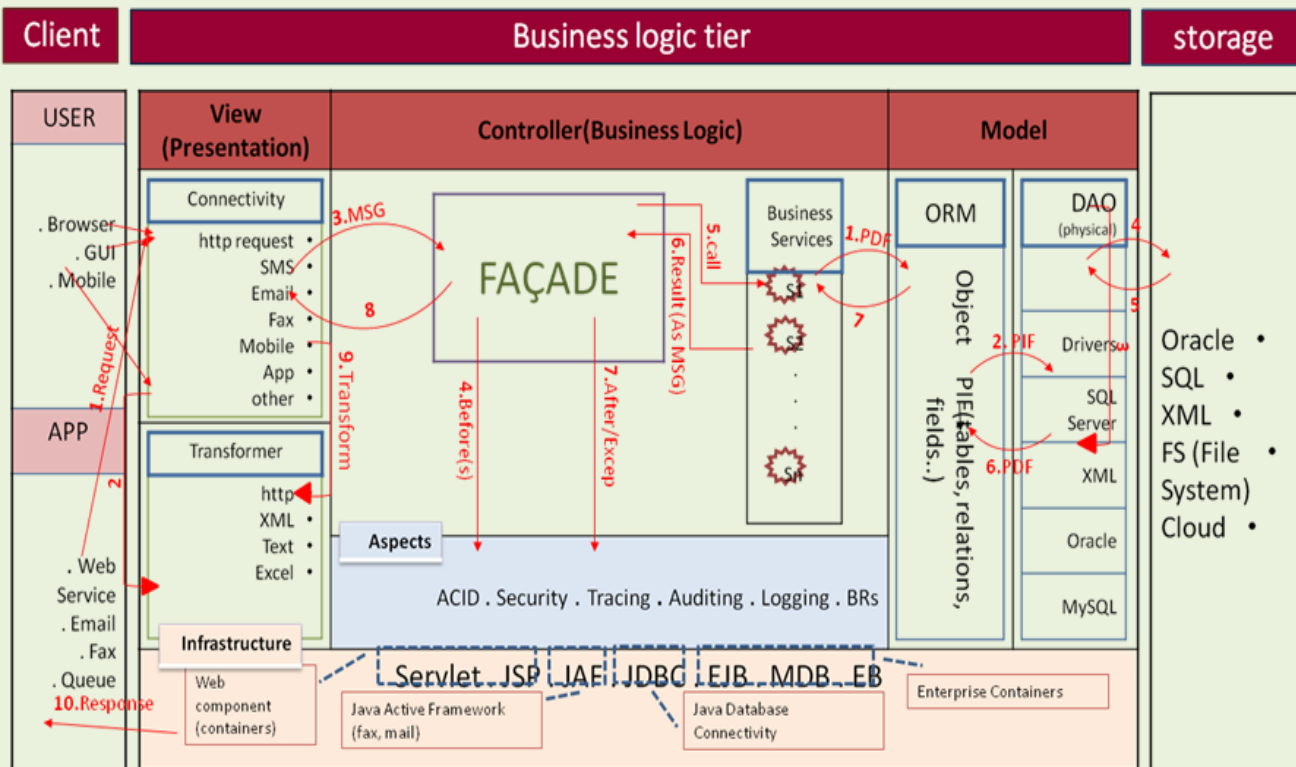 Client
Business logic tier
storage
USER
. Browser
. GUI
. Mobile
APP
. Web
Service
. Email
. Fax
. Queue
1.Request
2
10.Response
View
(Presentation)
Connectivity
http request •
SMS •
Email •
Fax •
Mobile •
App •
other •
Transformer
http •
XML •
Text •
Excel •
Controller(Business Logic)
3.MSG
8
9.Transform
FAÇADE
4.Before(s)
7.After/Excep
5.call
6.Result (As MSG)
Business
Services
S1
S2
.
.
.
Sn
1.PDF
7
Aspects
ACID . Security . Tracing . Auditing . Logging . BRs
Model
ORM
Object PIF(tables, relations,
fields..)
2. PIF
6.PDF
DAO
(physical)
Drivers
SQL
Server
XML
Oracle
MySQL
3
4
5
Oracle •
SQL •
XML •
FS (File •
System)
Cloud •
Infrastructure
Servlet . JSP . JAF . JDBC . EJB . MDB . EB
Web
component
(containers)
Java Active Framework
(fax, mail)
Java Database
Connectivity
Enterprise Containers